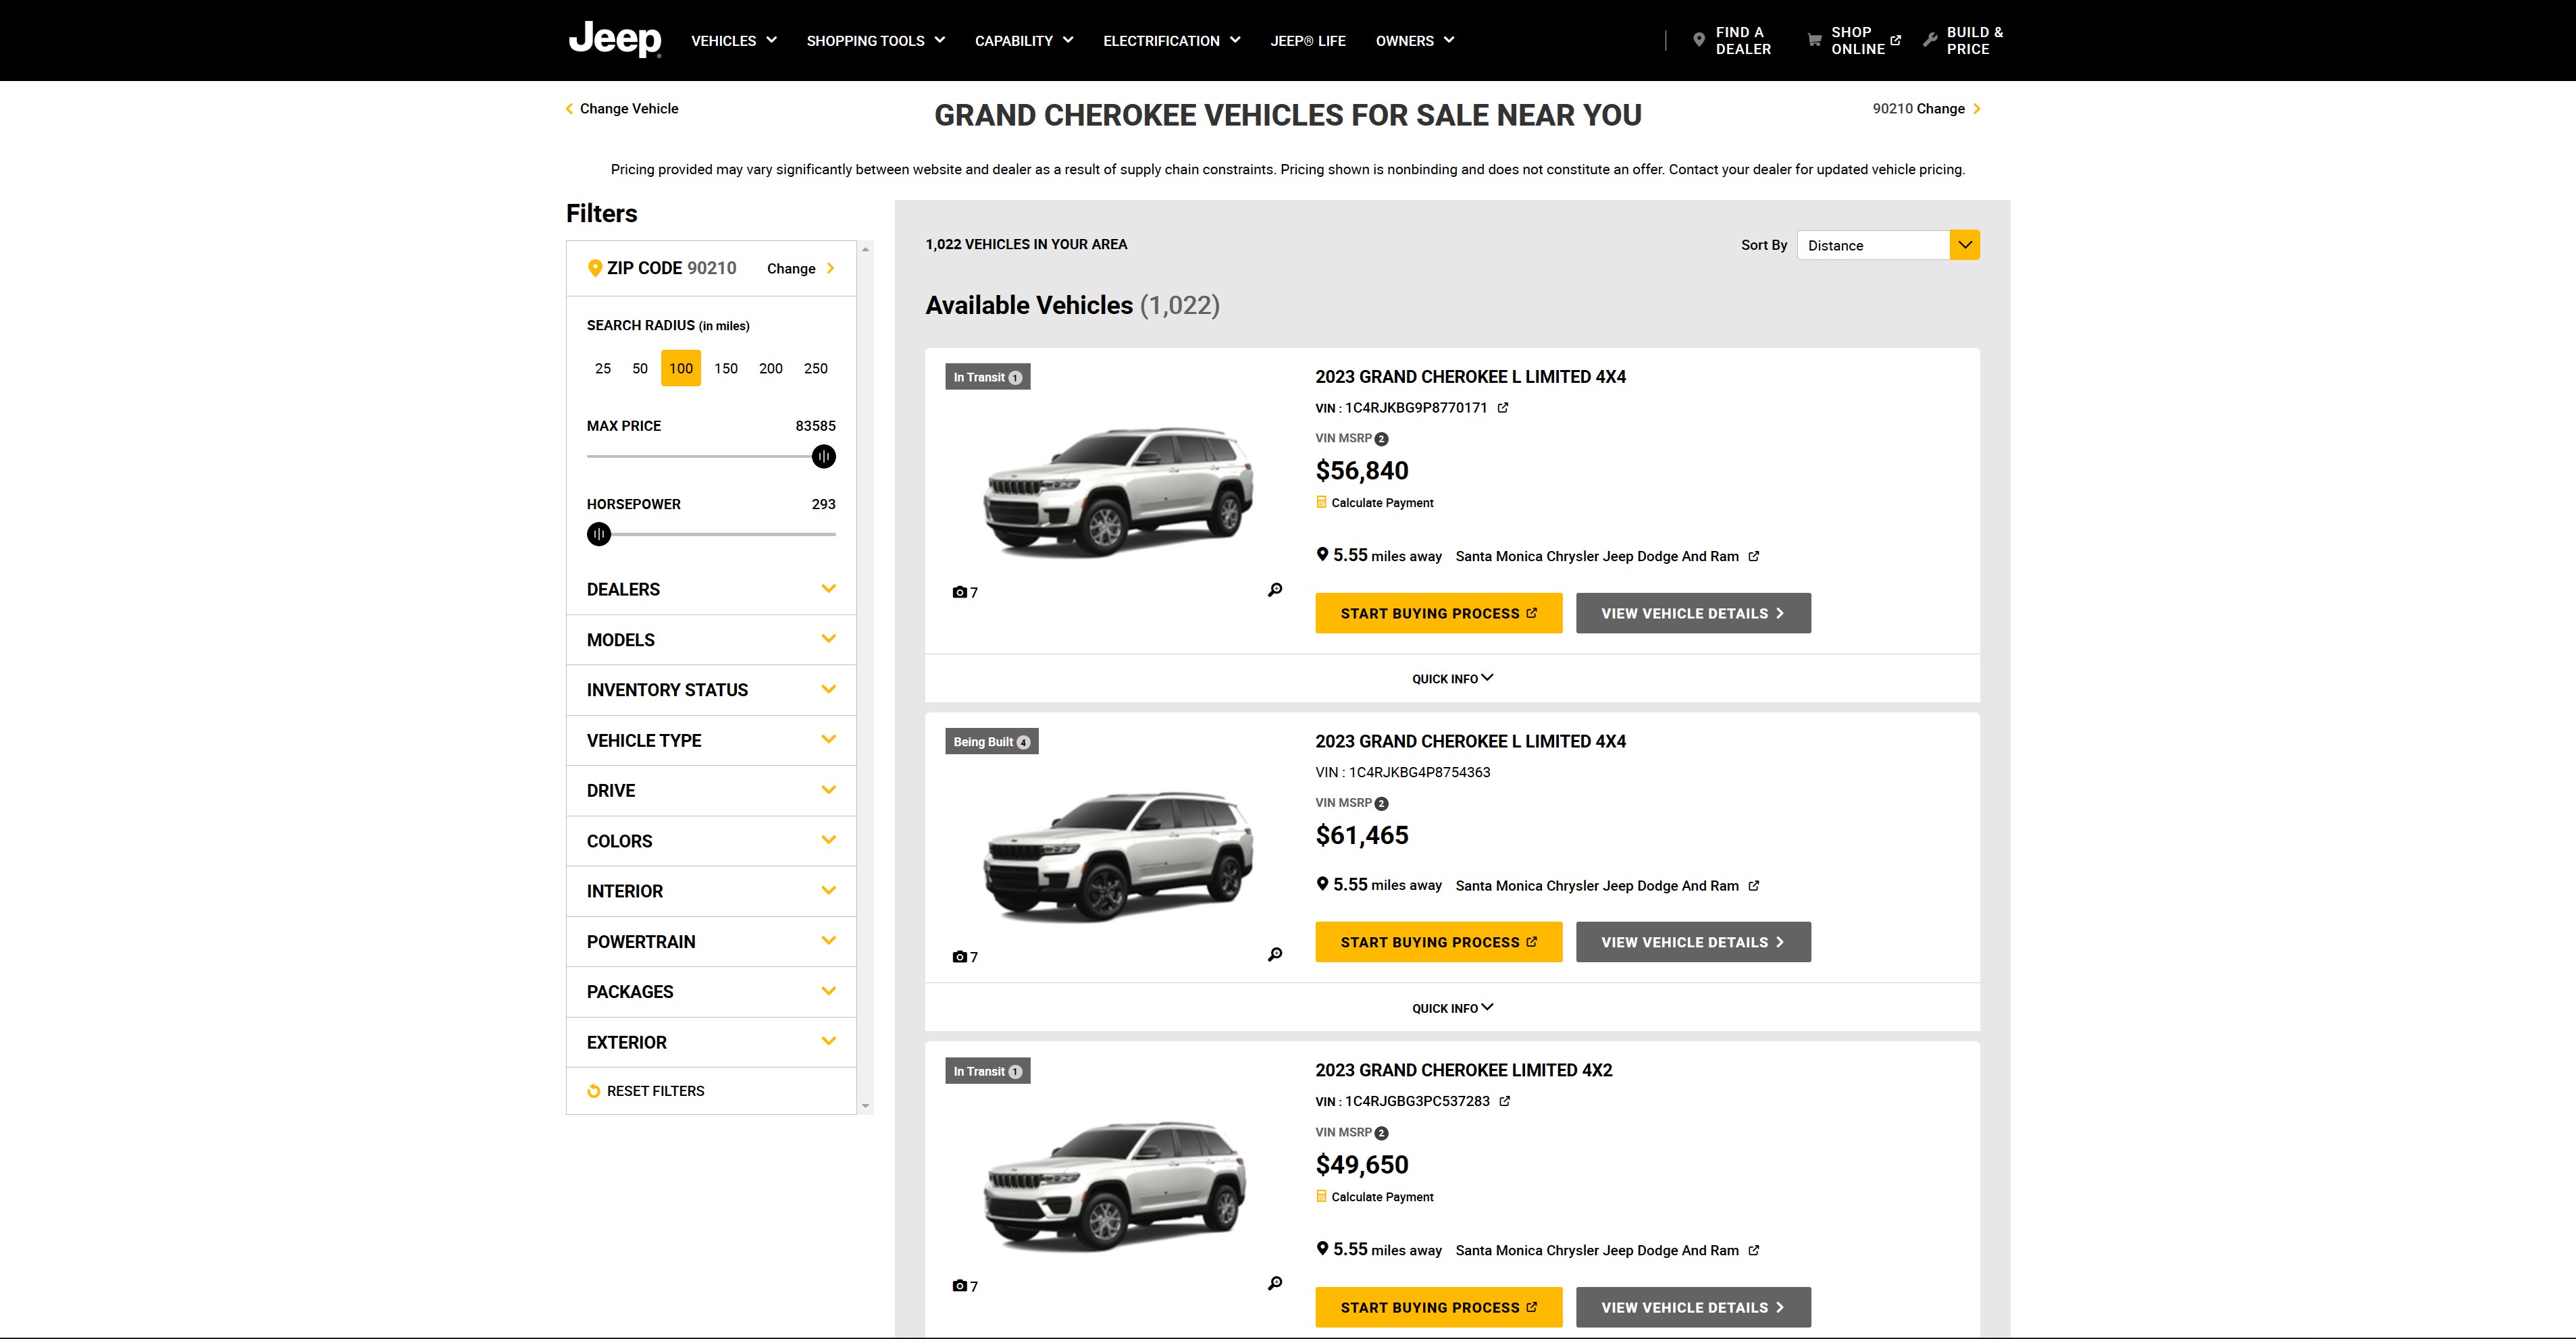 Jeep
VEHICLES
SHOPPING TOOLS
CAPABILITY
ELECTRIFICATION
JEEP® LIFE
OWNERS
FIND A
DEALER
SHOP
ONLINE
BUILD &
PRICE
Change Vehicle
GRAND CHEROKEE VEHICLES FOR SALE NEAR YOU
90210 Change
Pricing provided may vary significantly between website and dealer as a result of supply chain constraints. Pricing shown is nonbinding and does not constitute an offer. Contact your dealer for updated vehicle pricing.
Filters
ZIP CODE 90210 Change
SEARCH RADIUS (in miles)
25 50 100 150 200 250
MAX PRICE 83585
HORSEPOWER 293
DEALERS
MODELS
INVENTORY STATUS
VEHICLE TYPE
DRIVE
COLORS
INTERIOR
POWERTRAIN
PACKAGES
EXTERIOR
RESET FILTERS
1,022 VEHICLES IN YOUR AREA
Sort By Distance
Available Vehicles (1,022)
In Transit 1
7
2023 GRAND CHEROKEE L LIMITED 4X4
VIN : 1C4RJKBG9P8770171
VIN MSRP 2
$56,840
Calculate Payment
5.55 miles away Santa Monica Chrysler Jeep Dodge And Ram
START BUYING PROCESS VIEW VEHICLE DETAILS
QUICK INFO
Being Built 4
7
2023 GRAND CHEROKEE L LIMITED 4X4
VIN : 1C4RJKBG4P8754363
VIN MSRP 2
$61,465
5.55 miles away Santa Monica Chrysler Jeep Dodge And Ram
START BUYING PROCESS VIEW VEHICLE DETAILS
QUICK INFO
In Transit 1
7
2023 GRAND CHEROKEE LIMITED 4X2
VIN : 1C4RJGBG3PC537283
VIN MSRP 2
$49,650
Calculate Payment
5.55 miles away Santa Monica Chrysler Jeep Dodge And Ram
START BUYING PROCESS VIEW VEHICLE DETAILS